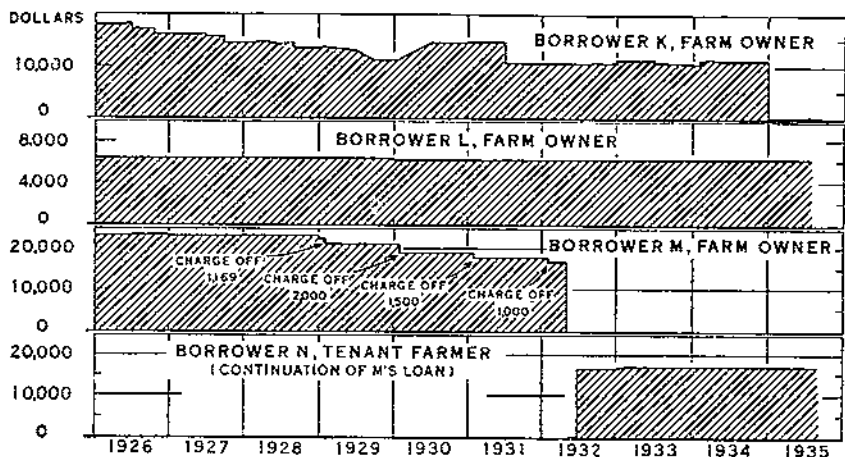 DOLLARS
BORROWER K, FARM OWNER
10,000
0
8,000
BORROWER L, FARM OWNER
4,000
0
20,000
BORROWER M, FARM OWNER
CHARGE OFF
1,169
CHARGE OFF
2,000
CHARGE OFF
1,500
CHARGE OFF
1,000
10,000
0
20,000
BORROWER N, TENANT FARMER
(CONTINUATION OF M'S LOAN)
10,000
0
1926 1927 1928 1929 1930 1931 1932 1933 1934 1935